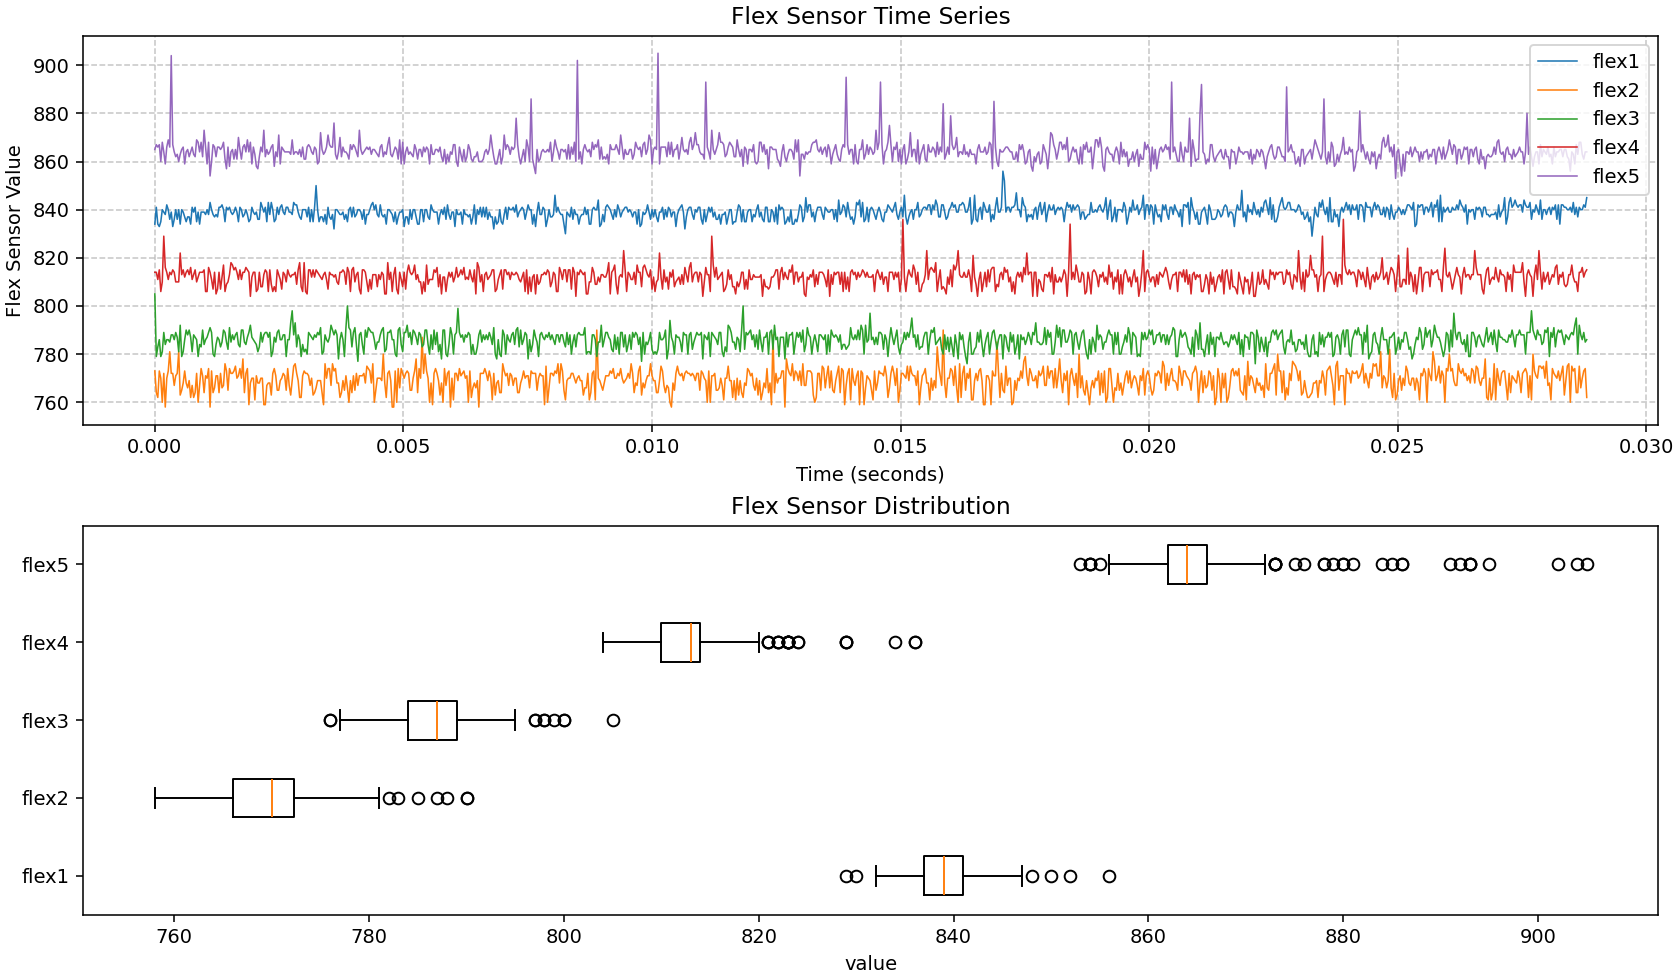 Flex Sensor Time Series
Flex Sensor Value
900
880
860
840
820
800
780
760
flex1
flex2
flex3
flex4
flex5
0.000 0.005 0.010 0.015 0.020 0.025 0.030
Time (seconds)
Flex Sensor Distribution
flex5
flex4
flex3
flex2
flex1
760 780 800 820 840 860 880 900
value